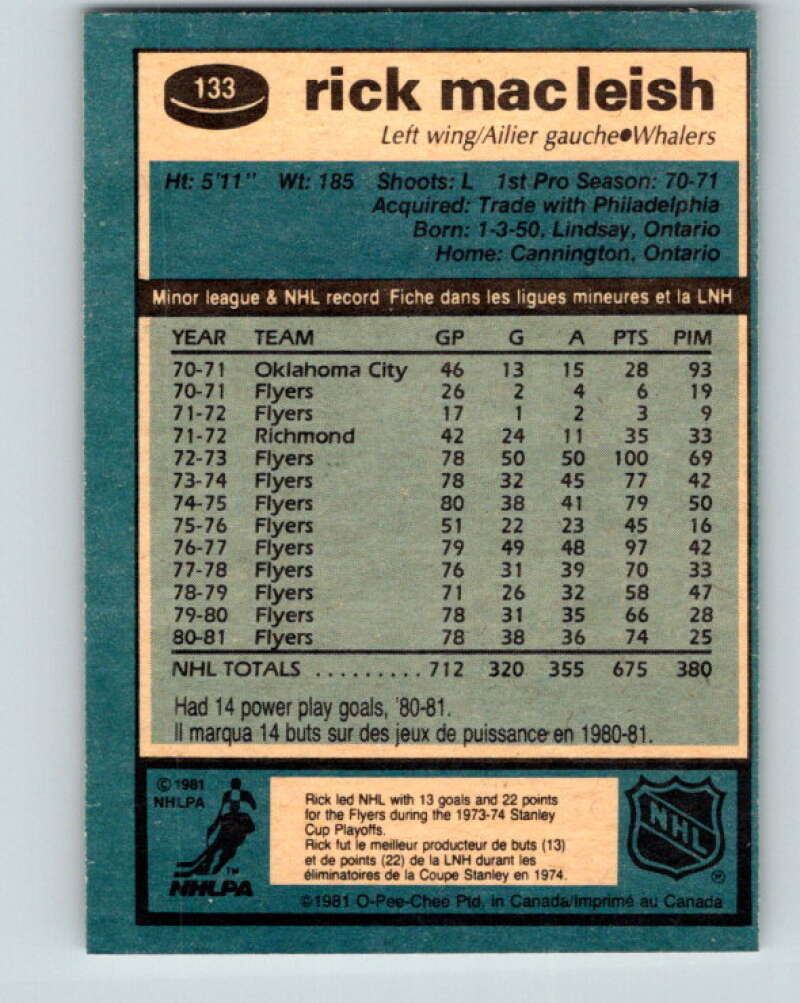 133
rick macleish
Left wing/Ailier gauche●Whalers
Ht: 5'11" Wt: 185 Shoots: L 1st Pro Season: 70-71
Acquired: Trade with Philadelphia
Born: 1-3-50, Lindsay, Ontario
Home: Cannington, Ontario
Minor league & NHL record Fiche dans les ligues mineures et la LNH
YEAR TEAM GP G A PTS PIM
70-71 Oklahoma City 46 13 15 28 93
70-71 Flyers 26 2 4 6 19
71-72 Flyers 17 1 2 3 9
71-72 Richmond 42 24 11 35 33
72-73 Flyers 78 50 50 100 69
73-74 Flyers 78 32 45 77 42
74-75 Flyers 80 38 41 79 50
75-76 Flyers 51 22 23 45 16
76-77 Flyers 79 49 48 97 42
77-78 Flyers 76 31 39 70 33
78-79 Flyers 71 26 32 58 47
79-80 Flyers 78 31 35 66 28
80-81 Flyers 78 38 36 74 25
NHL TOTALS ......... 712 320 355 675 380
Had 14 power play goals, '80-81.
Il marqua 14 buts sur des jeux de puissance en 1980-81.
© 1981
NHLPA
Rick led NHL with 13 goals and 22 points
for the Flyers during the 1973-74 Stanley
Cup Playoffs.
Rick fut le meilleur producteur de buts (13)
et de points (22) de la LNH durant les
éliminatoires de la Coupe Stanley en 1974.
TM
NHLPA
NHL
®
©1981 O-Pee-Chee Ptd. in Canada/Imprimé au Canada